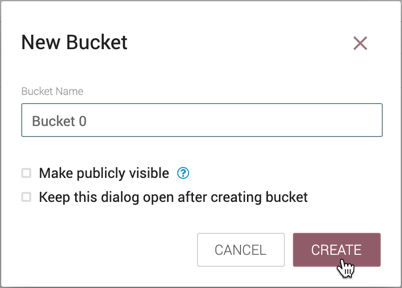 New Bucket
Bucket Name
Bucket 0
Make publicly visible ?
Keep this dialog open after creating bucket
CANCEL CREATE